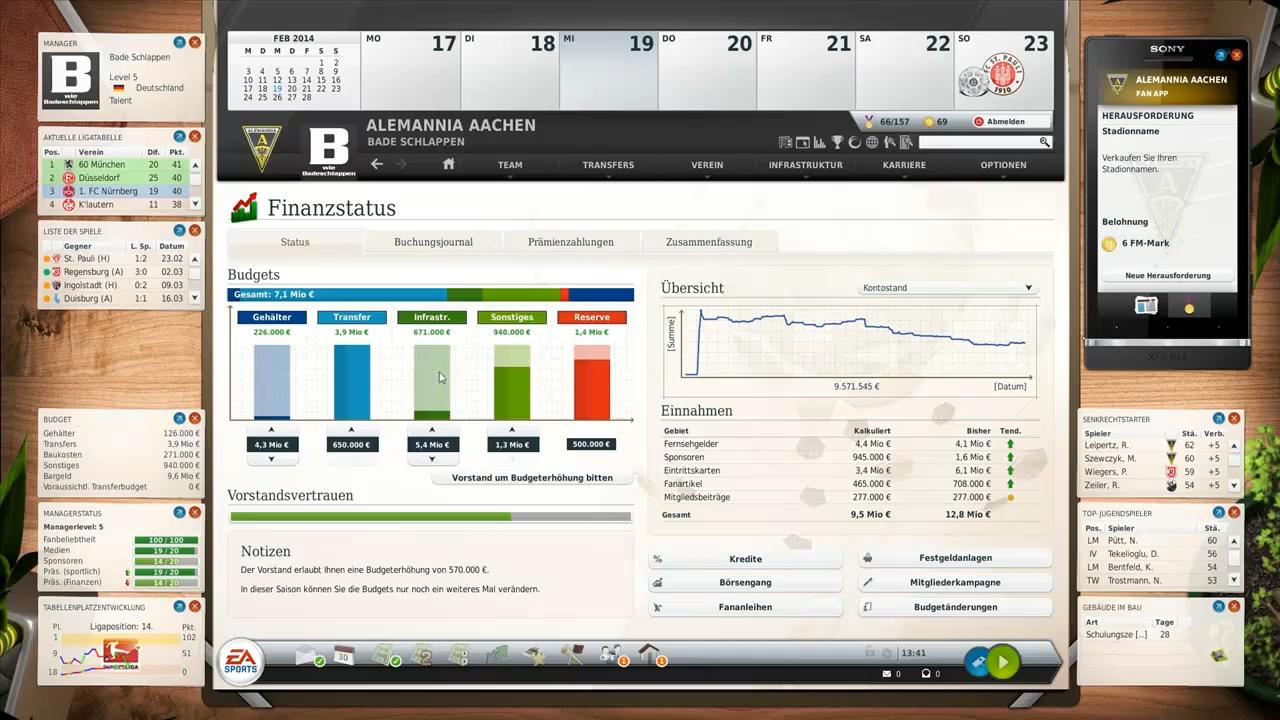 MANAGER
B
wie
Badeschlappen
Bade Schlappen
Level 5
Deutschland
Talent
AKTUELLE LIGATABELLE
Pos. Verein Dif. Pkt.
1 60 München 20 41
2 Düsseldorf 25 40
3 1. FC Nürnberg 19 40
4 K'lautern 11 38
LISTE DER SPIELE
Gegner L. Sp. Datum
St. Pauli (H) 1:2 23.02
Regensburg (A) 3:0 02.03
Ingolstadt (H) 0:2 09.03
Duisburg (A) 1:1 16.03
BUDGET
Gehälter 126.000 €
Transfers 3,9 Mio €
Baukosten 271.000 €
Sonstiges 940.000 €
Bargeld 9,6 Mio €
Voraussichtl. Transferbudget 0 €
MANAGERSTATUS
Managerlevel: 5
Fanbeliebtheit 100 / 100
Medien 19 / 20
Sponsoren 14 / 20
Präs. (sportlich) 19 / 20
Präs. (Finanzen) 14 / 20
TABELLENPLATZENTWICKLUNG
Pl. Ligaposition: 14. Pkt.
1 102
9 51
18 0
BUNDESLIGA
FEB 2014
M D M D F S S
1 2
3 4 5 6 7 8 9
10 11 12 13 14 15 16
17 18 19 20 21 22 23
24 25 26 27 28
MO 17
DI 18
MI 19
DO 20
FR 21
SA 22
SO 23
FC ST. PAULI
1910
ALEMANNIA
A
B
wie
Badeschlappen
ALEMANNIA AACHEN
BADE SCHLAPPEN
66/157 69 Abmelden
TEAM TRANSFERS VEREIN INFRASTRUKTUR KARRIERE OPTIONEN
Finanzstatus
Status Buchungsjournal Prämienzahlungen Zusammenfassung
Budgets
Gesamt: 7,1 Mio €
Gehälter Transfer Infrastr. Sonstiges Reserve
226.000 € 3,9 Mio € 671.000 € 940.000 € 1,4 Mio €
4,3 Mio € 650.000 € 5,4 Mio € 1,3 Mio € 500.000 €
Vorstand um Budgeterhöhung bitten
Vorstandsvertrauen
Notizen
Der Vorstand erlaubt Ihnen eine Budgeterhöhung von 570.000 €.
In dieser Saison können Sie die Budgets nur noch ein weiteres Mal verändern.
Übersicht Kontostand
[Summe]
9.571.545 € [Datum]
Einnahmen
Gebiet Kalkuliert Bisher Tend.
Fernsehgelder 4,4 Mio € 4,1 Mio €
Sponsoren 945.000 € 1,6 Mio €
Eintrittskarten 3,4 Mio € 6,1 Mio €
Fanartikel 465.000 € 708.000 €
Mitgliedsbeiträge 277.000 € 277.000 €
Gesamt 9,5 Mio € 12,8 Mio €
Kredite Festgeldanlagen
Börsengang Mitgliederkampagne
Fananleihen Budgetänderungen
EA
SPORTS
30
2
1
1
13:41
0 0
SONY
ALEMANNIA AACHEN
FAN APP
HERAUSFORDERUNG
Stadionname
Verkaufen Sie Ihren
Stadionnamen.
Belohnung
6 FM-Mark
Neue Herausforderung
XPERIA
SENKRECHTSTARTER
Spieler Stä. Verb.
Leipertz, R. 62 +5
Szewczyk, M. 60 +5
Wiegers, P. 59 +5
Zeiler, R. 54 +5
TOP-JUGENDSPIELER
Pos. Spieler Stä.
LM Pütt, N. 60
IV Tekelioglu, D. 56
LM Bentfeld, K. 54
TW Trostmann, N. 53
GEBÄUDE IM BAU
Art Tage
Schulungsze [..] 28